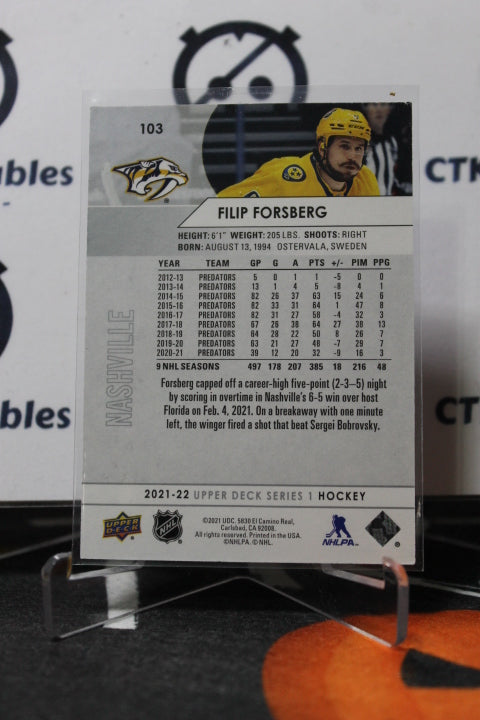 103
FILIP FORSBERG
HEIGHT: 6'1" WEIGHT: 205 LBS. SHOOTS: RIGHT
BORN: AUGUST 13, 1994 OSTERVALA, SWEDEN
YEAR TEAM GP G A PTS +/- PIM PPG
2012-13 PREDATORS 5 0 1 1 -5 0 0
2013-14 PREDATORS 13 1 4 5 -8 4 1
2014-15 PREDATORS 82 26 37 63 15 24 6
2015-16 PREDATORS 82 33 31 64 1 47 8
2016-17 PREDATORS 82 31 27 58 -4 32 3
2017-18 PREDATORS 67 26 38 64 27 38 13
2018-19 PREDATORS 64 28 22 50 8 26 7
2019-20 PREDATORS 63 21 27 48 -7 29 7
2020-21 PREDATORS 39 12 20 32 -9 16 3
9 NHL SEASONS 497 178 207 385 18 216 48
NASHVILLE
Forsberg capped off a career-high five-point (2–3–5) night
by scoring in overtime in Nashville's 6-5 win over host
Florida on Feb. 4, 2021. On a breakaway with one minute
left, the winger fired a shot that beat Sergei Bobrovsky.
2021-22 UPPER DECK SERIES 1 HOCKEY
UPPER
DECK
NHL
©2021 UDC. 5830 El Camino Real,
Carlsbad, CA 92008.
All rights reserved. Printed in the USA.
©NHLPA. © NHL.
NHLPA
ctables
CTK
ctables
CT